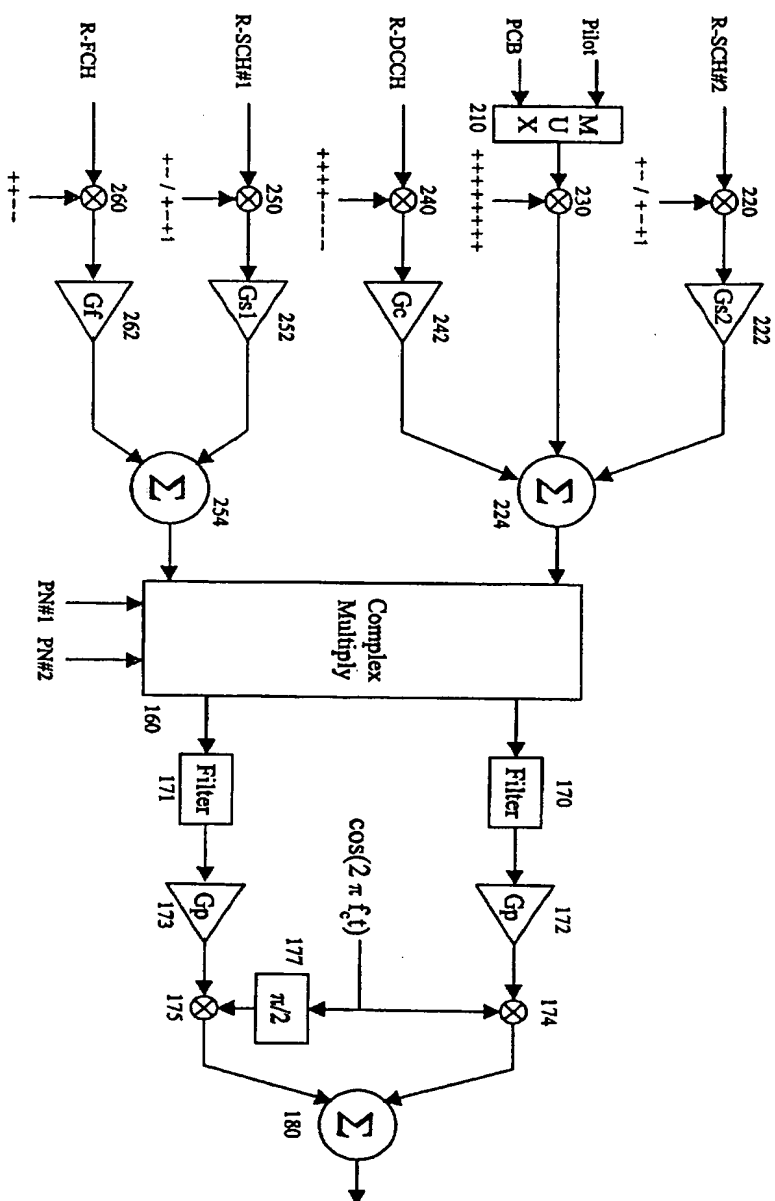 R-SCH#2
220
+- / +-+1
Gs2
222
Pilot
PCB
M
U
X
210
230
++++++++
R-DCCH
240
++++----
Gc
242
Σ
224
R-SCH#1
250
+- / +-+1
Gs1
252
R-FCH
260
++--
Gf
262
Σ
254
Complex
Multiply
160
PN#1
PN#2
170
Filter
172
Gp
174
cos(2 π fct)
177
π/2
171
Filter
173
Gp
175
Σ
180